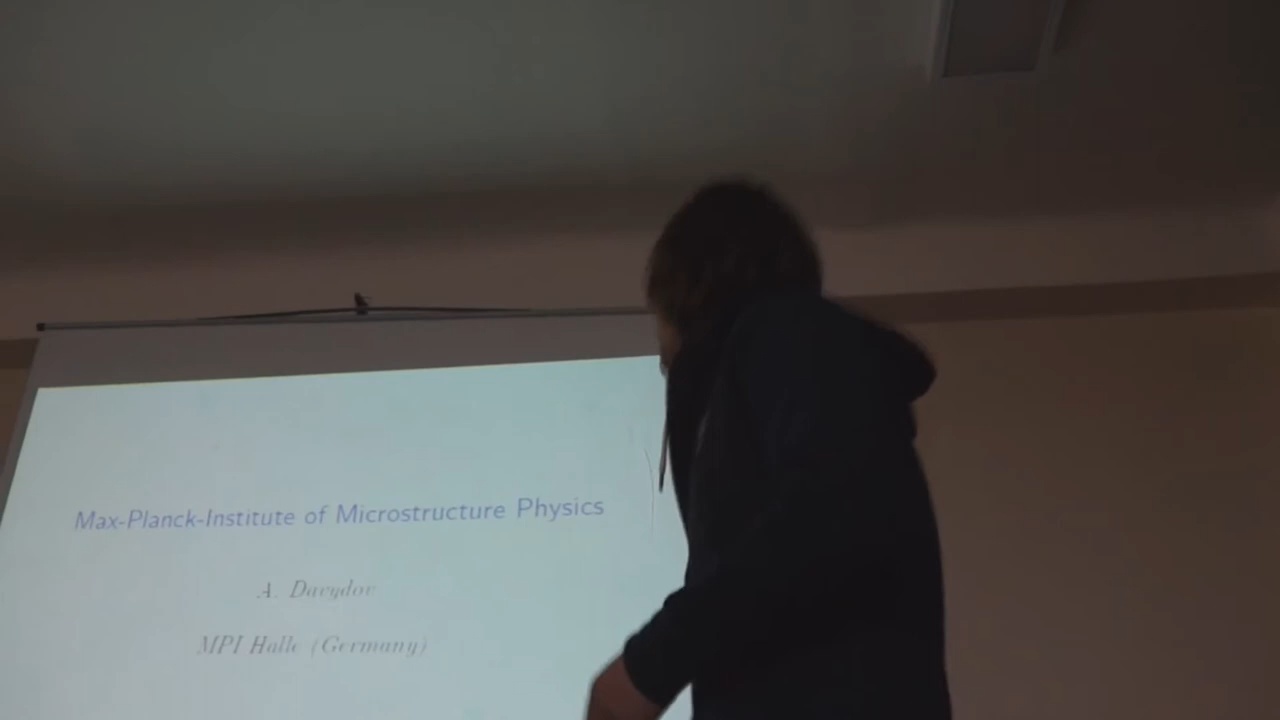 Max-Planck-Institute of Microstructure Physics
A. Davydov
MPI Halle (Germany)